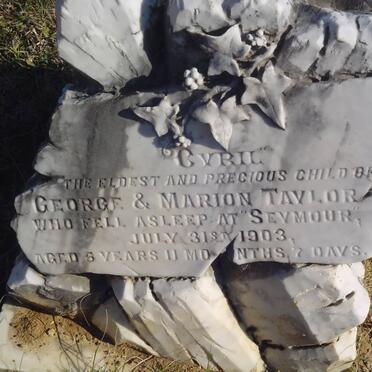 "CYRIL"
THE ELDEST AND PRECIOUS CHILD OF
GEORGE & MARION TAYLOR
WHO FELL ASLEEP AT "SEYMOUR,
JULY 31ST 1903,
AGED 6 YEARS 11 MONTHS, 7 DAYS.